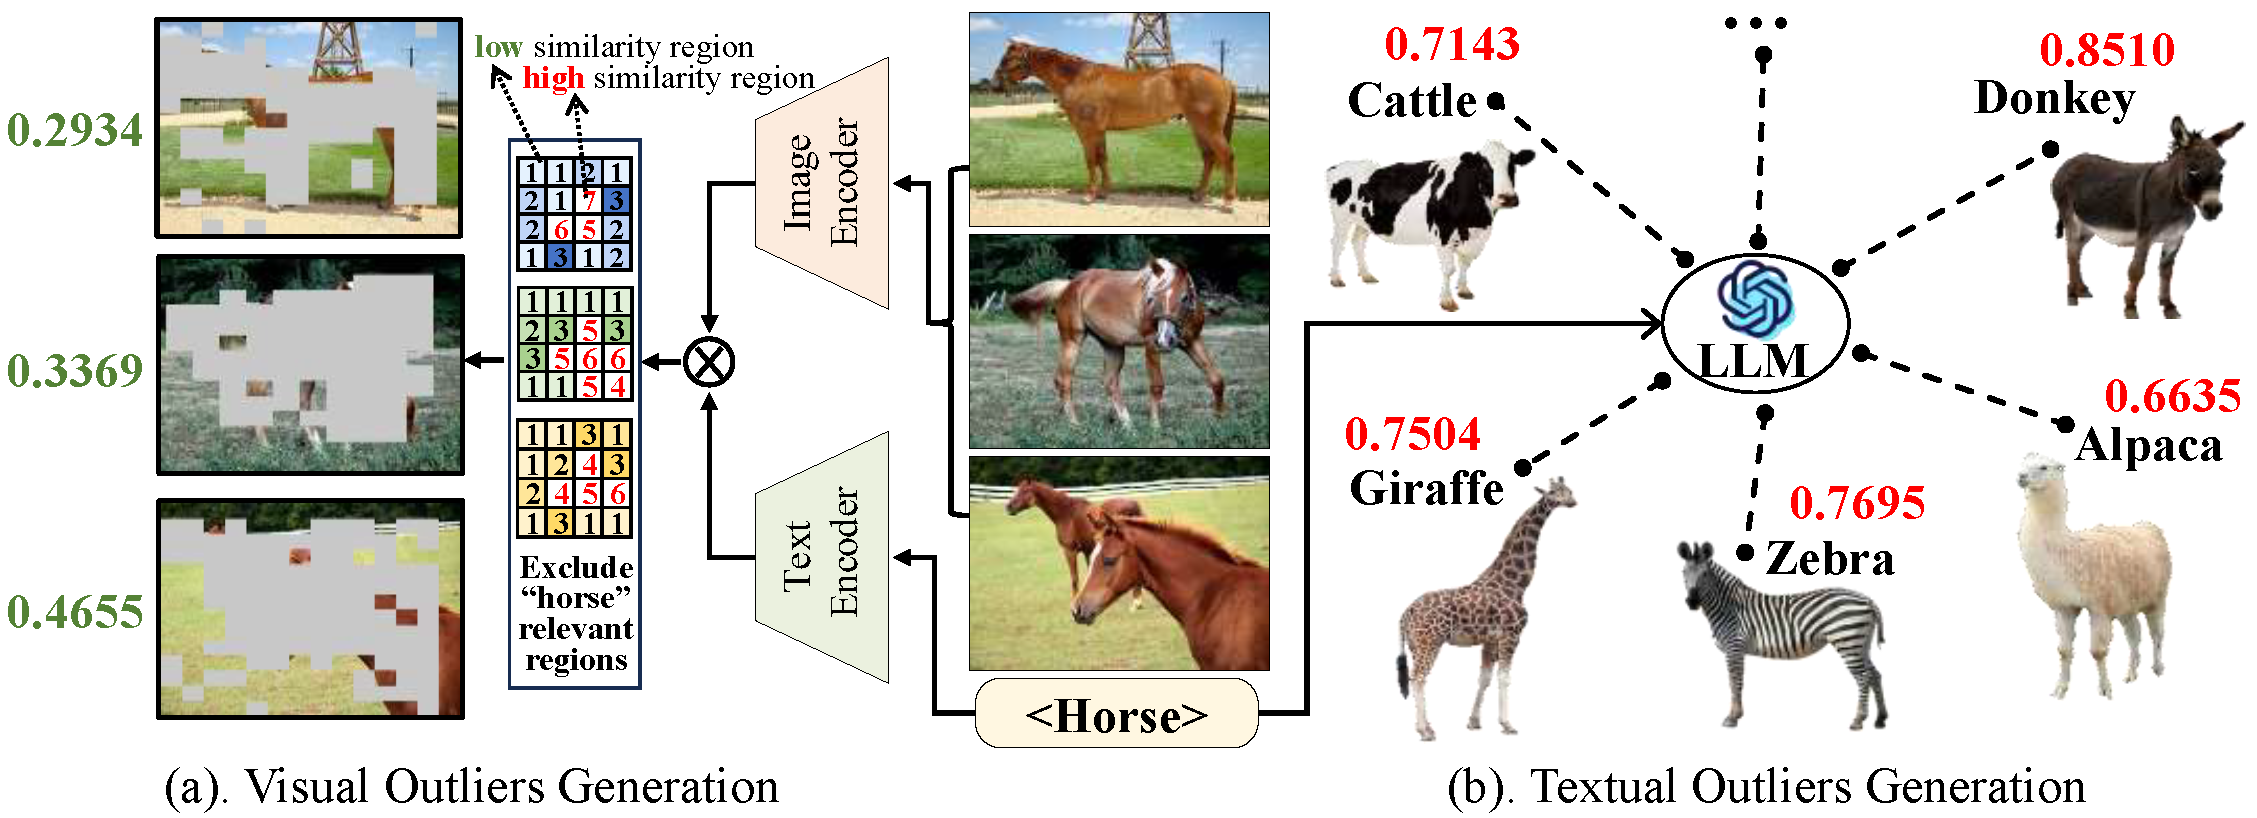 low similarity region
high similarity region
0.2934
0.3369
0.4655
1 1 2 1
2 1 7 3
2 6 5 2
1 3 1 2
1 1 1 1
2 3 5 3
3 5 6 6
1 1 5 4
1 1 3 1
1 2 4 3
2 4 5 6
1 3 1 1
Exclude
“horse”
relevant
regions
Image
Encoder
Text
Encoder
<Horse>
(a). Visual Outliers Generation
0.7143
Cattle
0.8510
Donkey
LLM
0.7504
Giraffe
0.7695
Zebra
0.6635
Alpaca
(b). Textual Outliers Generation